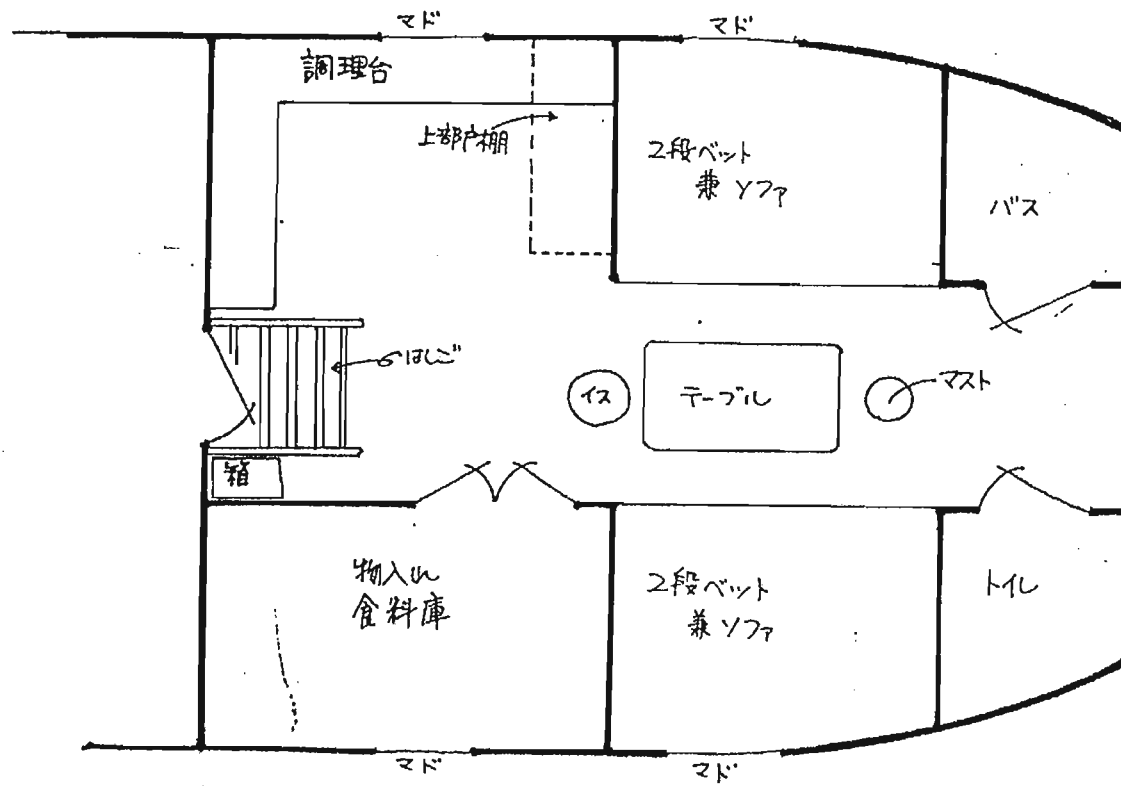 マド
マド
調理台
上部戸棚
2段ベット
兼ソファ
バス
はしご
イス
テーブル
マスト
箱
物入れ
食料庫
2段ベット
兼ソファ
トイレ
マド
マド